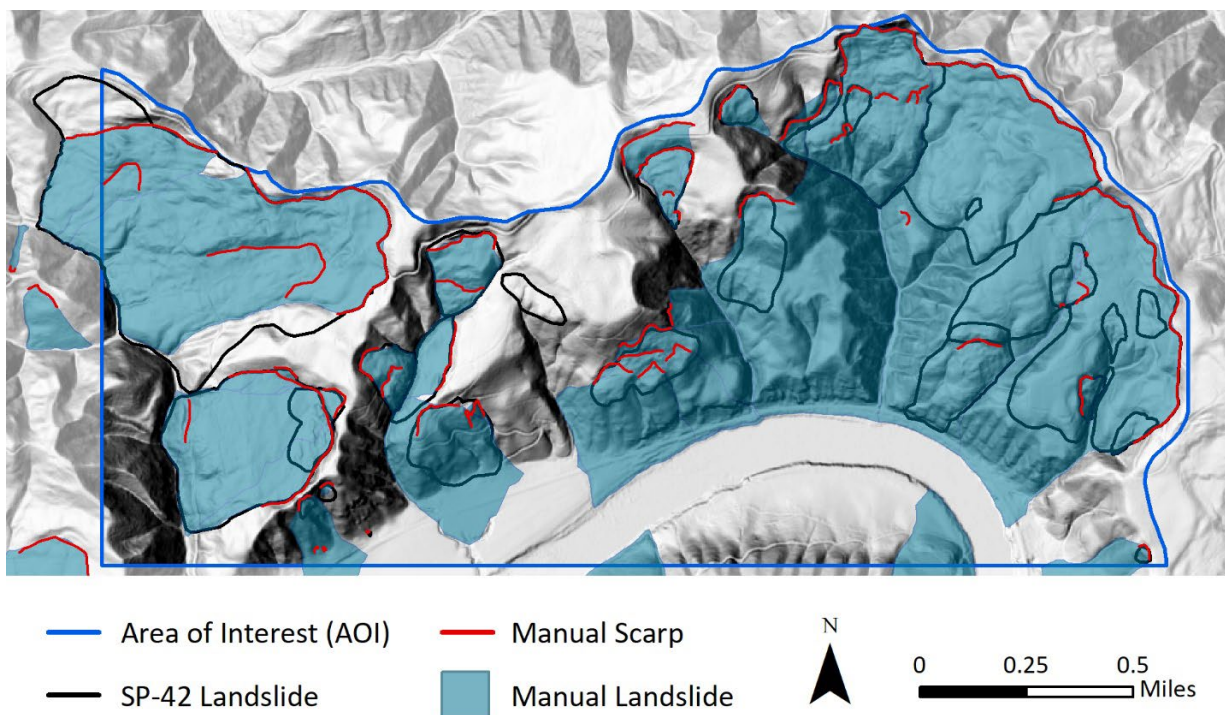 Area of Interest (AOI)
Manual Scarp
N
0 0.25 0.5
SP-42 Landslide
Manual Landslide
Miles